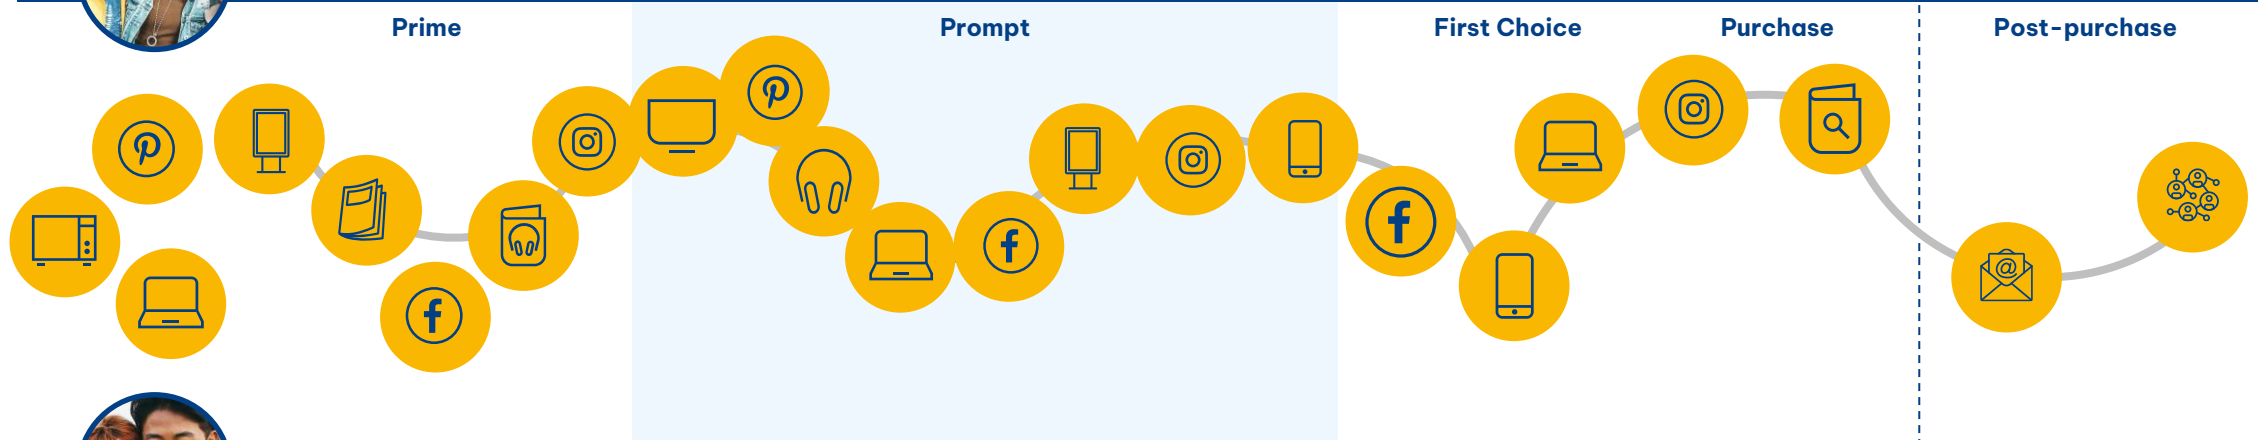 Prime
Prompt
First Choice
Purchase
Post-purchase